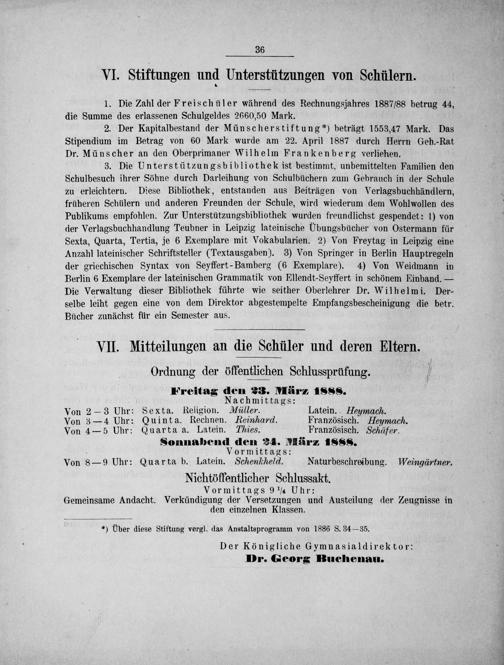 36
VI. Stiftungen und Unterstützungen von Schülern.
1. Die Zahl der Freischüler während des Rechnungsjahres 1887/88 betrug 44,
die Summe des erlassenen Schulgeldes 2660,50 Mark.
2. Der Kapitalbestand der Münscherstiftung*) beträgt 1553,47 Mark. Das
Stipendium im Betrag von 60 Mark wurde am 22. April 1887 durch Herrn Geh.-Rat
Dr. Münscher an den Oberprimaner Wilhelm Frankenberg verliehen.
3. Die Unterstützungsbibliothek ist bestimmt, unbemittelten Familien den
Schulbesuch ihrer Söhne durch Darleihung von Schulbüchern zum Gebrauch in der Schule
zu erleichtern. Diese Bibliothek, entstanden aus Beiträgen von Verlagsbuchhändlern,
früheren Schülern und anderen Freunden der Schule, wird wiederum dem Wohlwollen des
Publikums empfohlen. Zur Unterstützungsbibliothek wurden freundlichst gespendet: 1) von
der Verlagsbuchhandlung Teubner in Leipzig lateinische Übungsbücher von Ostermann für
Sexta, Quarta, Tertia, je 6 Exemplare mit Vokabularien. 2) Von Freytag in Leipzig eine
Anzahl lateinischer Schriftsteller (Textausgaben). 3) Von Springer in Berlin Hauptregeln
der griechischen Syntax von Seyffert-Bamberg (6 Exemplare). 4) Von Weidmann in
Berlin 6 Exemplare der lateinischen Grammatik von Ellendt-Seyffert in schönem Einband. —
Die Verwaltung dieser Bibliothek führte wie seither Oberlehrer Dr. Wilhelmi. Der-
selbe leiht gegen eine von dem Direktor abgestempelte Empfangsbescheinigung die betr.
Bücher zunächst für ein Semester aus.
VII. Mitteilungen an die Schüler und deren Eltern.
Ordnung der öffentlichen Schlussprüfung.
Freitag den 23. März 1888.
Nachmittags:
Von 2—3 Uhr: Sexta. Religion. Müller. Latein. Heymach.
Von 3—4 Uhr: Quinta. Rechnen. Reinhard. Französisch. Heymach.
Von 4—5 Uhr: Quarta a. Latein. Thies. Französisch. Schäfer.
Sonnabend den 24. März 1888.
Vormittags:
Von 8—9 Uhr: Quarta b. Latein. Schenkheld. Naturbeschreibung. Weingärtner.
Nichtöffentlicher Schlussakt.
Vormittags 9 1/4 Uhr:
Gemeinsame Andacht. Verkündigung der Versetzungen und Austeilung der Zeugnisse in
den einzelnen Klassen.
*) Über diese Stiftung vergl. das Anstaltsprogramm von 1886 S. 34—35.
Der Königliche Gymnasialdirektor:
Dr. Georg Buchenau.